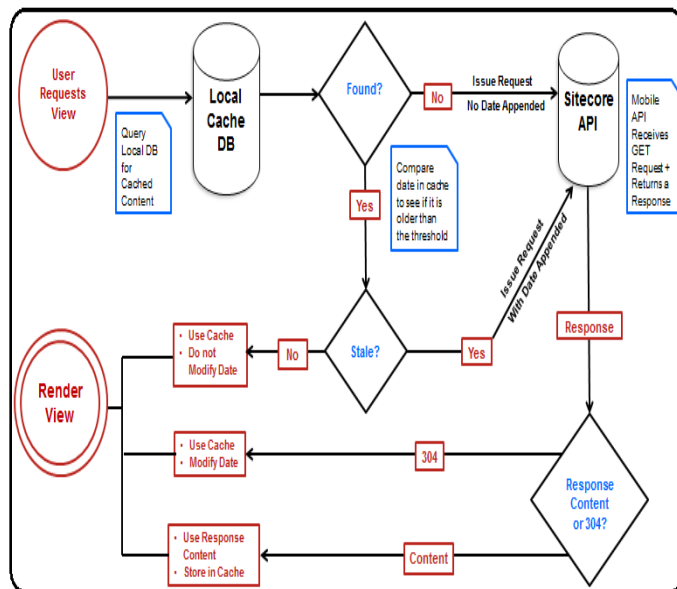 User
Requests
View
Query
Local DB
for
Cached
Content
Local
Cache
DB
Found?
No
Issue Request
No Date Appended
Sitecore
API
Mobile
API
Receives
GET
Request +
Returns a
Response
Yes
Compare
date in cache
to see if it is
older than
the threshold
Issue Request
With Date Appended
Stale?
No
Yes
Response
• Use Cache
• Do not
Modify Date
Render
View
• Use Cache
• Modify Date
304
Response
Content
or 304?
• Use Response
Content
• Store in Cache
Content